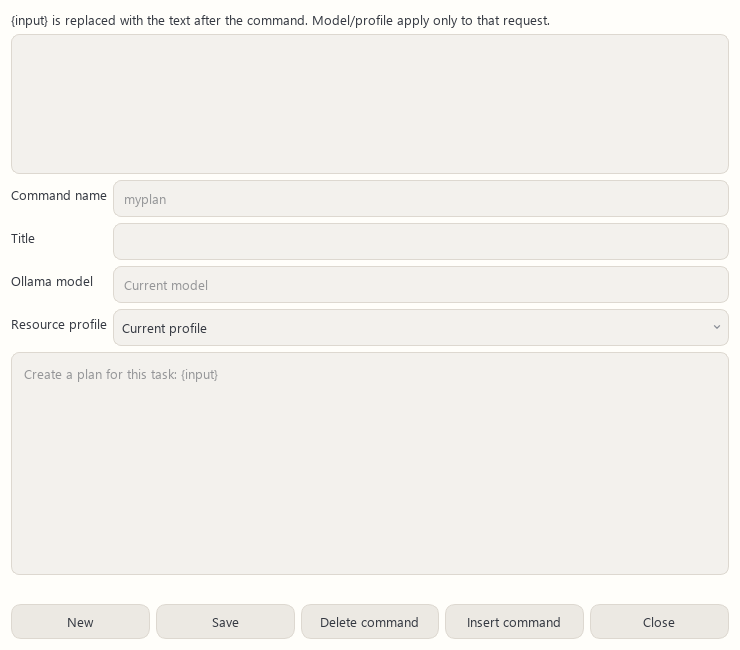 {input} is replaced with the text after the command. Model/profile apply only to that request.
Command name myplan
Title
Ollama model Current model
Resource profile Current profile
Create a plan for this task: {input}
New Save Delete command Insert command Close